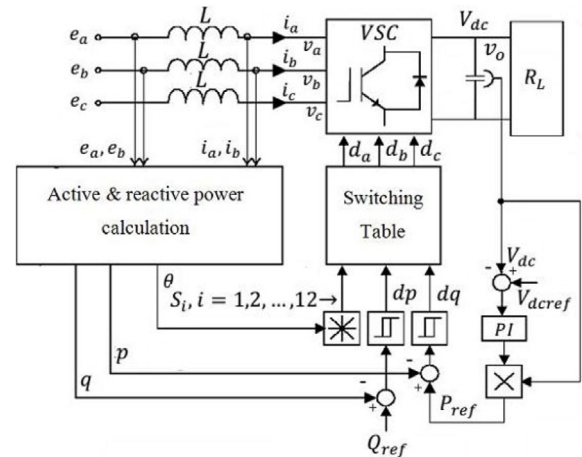 L
e_a
i_a
v_a
VSC
V_dc
v_o
L
e_b
i_b
v_b
R_L
L
e_c
i_c
v_c
e_a, e_b
i_a, i_b
d_a
d_b
d_c
Active & reactive power
calculation
Switching
Table
θ
S_i, i = 1,2, …,12→
dp
dq
-
+
V_dc
V_dcref
PI
p
q
-
+
-
+
P_ref
Q_ref